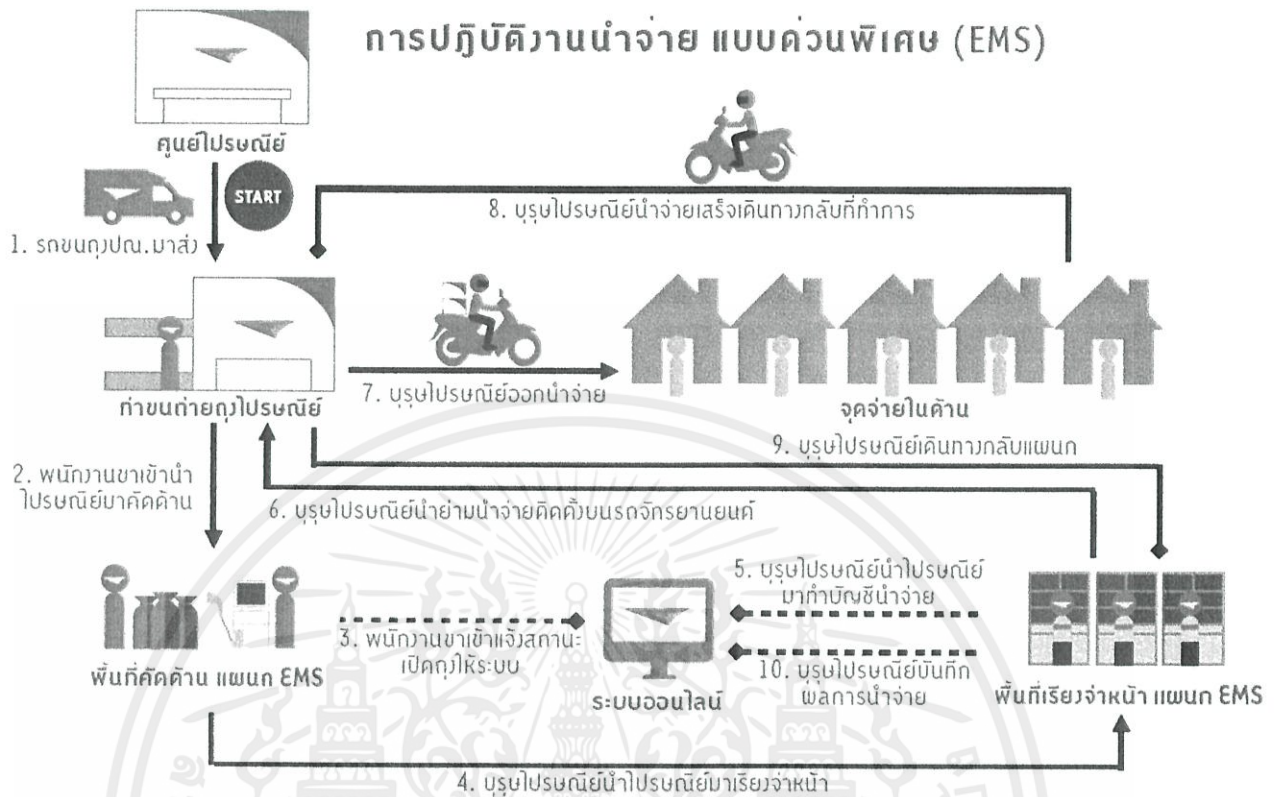 การปฏิบัติงานนำจ่าย แบบด่วนพิเศษ (EMS)
ศูนย์ไปรษณีย์
START
1. รถขนถุงปณ.มาส่ง
8. บุรุษไปรษณีย์นำจ่ายเสร็จเดินทางกลับที่ทำการ
ท่าขนถ่ายถุงไปรษณีย์
7. บุรุษไปรษณีย์ออกนำจ่าย
จุดจ่ายในด้าน
9. บุรุษไปรษณีย์เดินทางกลับแผนก
2. พนักงานขาเข้านำ
ไปรษณีย์มาคัดด้าน
6. บุรุษไปรษณีย์นำย่ามนำจ่ายติดตั้งบนรถจักรยานยนต์
5. บุรุษไปรษณีย์นำไปรษณีย์
มาทำบัญชีนำจ่าย
3. พนักงานขาเข้าแจ้งสถานะ
เปิดถุงให้ระบบ
10. บุรุษไปรษณีย์บันทึก
ผลการนำจ่าย
พื้นที่คัดด้าน แผนก EMS
ระบบออนไลน์
พื้นที่เรียงจ่าหน้า แผนก EMS
4. บุรุษไปรษณีย์นำไปรษณีย์มาเรียงจ่าหน้า